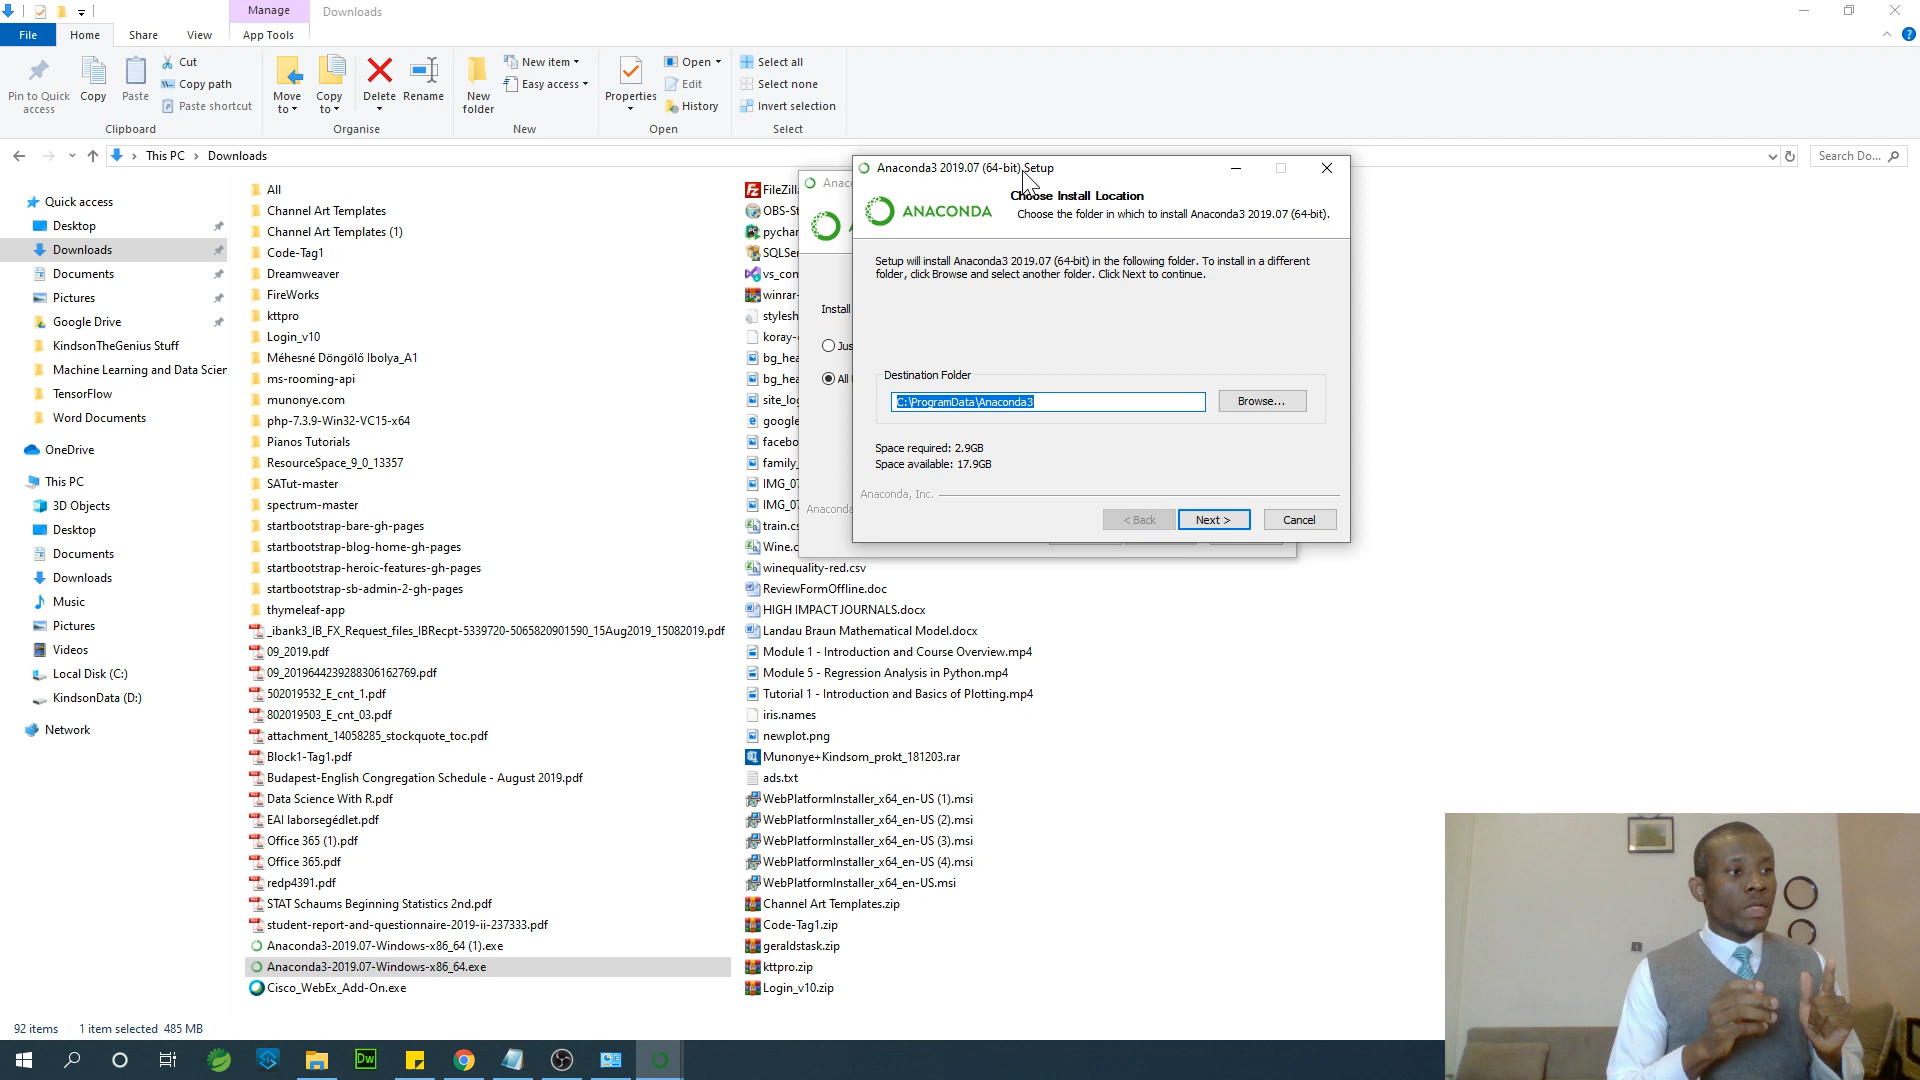 Manage
Downloads
File
Home
Share
View
App Tools
Pin to Quick access
Copy
Paste
Cut
Copy path
Paste shortcut
Clipboard
Move to
Copy to
Delete
Rename
Organise
New folder
New item
Easy access
New
Properties
Open
Edit
History
Open
Select all
Select none
Invert selection
Select
This PC
Downloads
Search Do...
Quick access
Desktop
Downloads
Documents
Pictures
Google Drive
KindsonTheGenius Stuff
Machine Learning and Data Scien
TensorFlow
Word Documents
OneDrive
This PC
3D Objects
Desktop
Documents
Downloads
Music
Pictures
Videos
Local Disk (C:)
KindsonData (D:)
Network
All
Channel Art Templates
Channel Art Templates (1)
Code-Tag1
Dreamweaver
FireWorks
kttpro
Login_v10
Méhesné Döngölő Ibolya_A1
ms-rooming-api
munonye.com
php-7.3.9-Win32-VC15-x64
Pianos Tutorials
ResourceSpace_9_0_13357
SATut-master
spectrum-master
startbootstrap-bare-gh-pages
startbootstrap-blog-home-gh-pages
startbootstrap-heroic-features-gh-pages
startbootstrap-sb-admin-2-gh-pages
thymeleaf-app
_ibank3_IB_FX_Request_files_IBRecpt-5339720-5065820901590_15Aug2019_15082019.pdf
09_2019.pdf
09_2019644239288306162769.pdf
502019532_E_cnt_1.pdf
802019503_E_cnt_03.pdf
attachment_14058285_stockquote_toc.pdf
Block1-Tag1.pdf
Budapest-English Congregation Schedule - August 2019.pdf
Data Science With R.pdf
EAI laborsegédlet.pdf
Office 365 (1).pdf
Office 365.pdf
redp4391.pdf
STAT Schaums Beginning Statistics 2nd.pdf
student-report-and-questionnaire-2019-ii-237333.pdf
Anaconda3-2019.07-Windows-x86_64 (1).exe
Anaconda3-2019.07-Windows-x86_64.exe
Cisco_WebEx_Add-On.exe
FileZill
OBS-St
pychar
SQLSer
vs_com
winrar-
stylesh
koray-
bg_hea
bg_hea
site_log
google
facebo
family_
IMG_07
IMG_07
train.cs
Wine.c
winequality-red.csv
ReviewFormOffline.doc
HIGH IMPACT JOURNALS.docx
Landau Braun Mathematical Model.docx
Module 1 - Introduction and Course Overview.mp4
Module 5 - Regression Analysis in Python.mp4
Tutorial 1 - Introduction and Basics of Plotting.mp4
iris.names
newplot.png
Munonye+Kindsom_prokt_181203.rar
ads.txt
WebPlatformInstaller_x64_en-US (1).msi
WebPlatformInstaller_x64_en-US (2).msi
WebPlatformInstaller_x64_en-US (3).msi
WebPlatformInstaller_x64_en-US (4).msi
WebPlatformInstaller_x64_en-US.msi
Channel Art Templates.zip
Code-Tag1.zip
geraldstask.zip
kttpro.zip
Login_v10.zip
Anac
Install
Jus
All
Anaconda
Anaconda3 2019.07 (64-bit) Setup
ANACONDA
Choose Install Location
Choose the folder in which to install Anaconda3 2019.07 (64-bit).
Setup will install Anaconda3 2019.07 (64-bit) in the following folder. To install in a different
folder, click Browse and select another folder. Click Next to continue.
Destination Folder
C:\ProgramData\Anaconda3
Browse...
Space required: 2.9GB
Space available: 17.9GB
Anaconda, Inc.
< Back
Next >
Cancel
92 items
1 item selected 485 MB
Dw